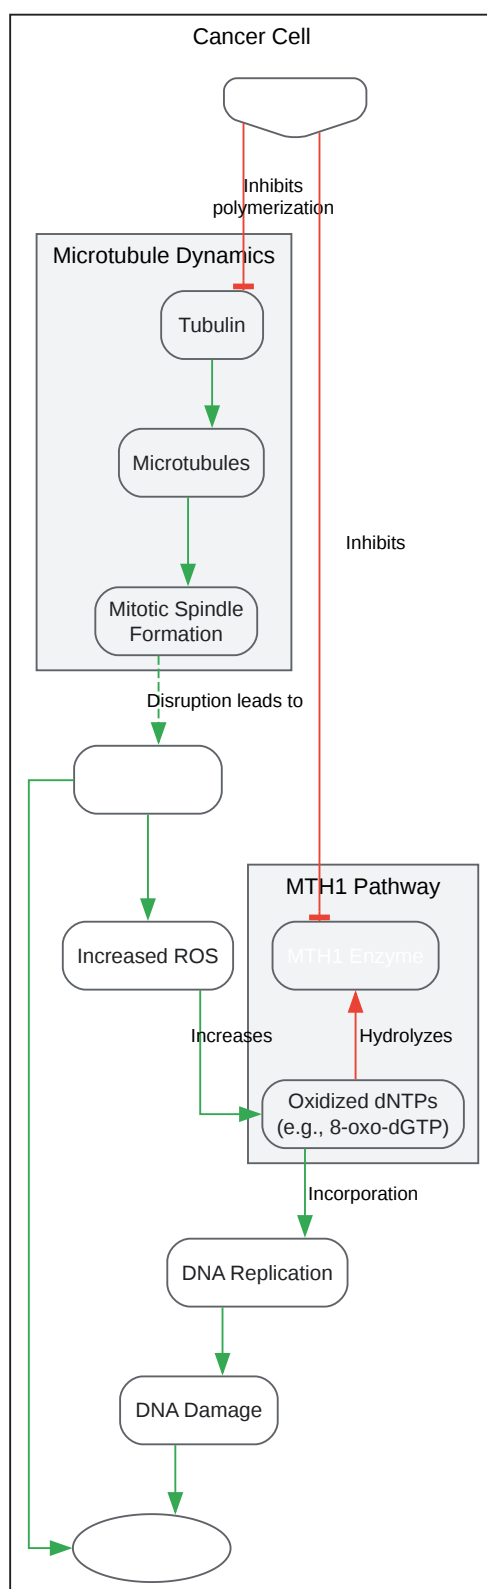 Cancer Cell
Inhibits
polymerization
Microtubule Dynamics
Tubulin
Microtubules
Inhibits
Mitotic Spindle
Formation
Disruption leads to
MTH1 Pathway
Increased ROS
MTH1 Enzyme
Increases
Hydrolyzes
Oxidized dNTPs
(e.g., 8-oxo-dGTP)
Incorporation
DNA Replication
DNA Damage